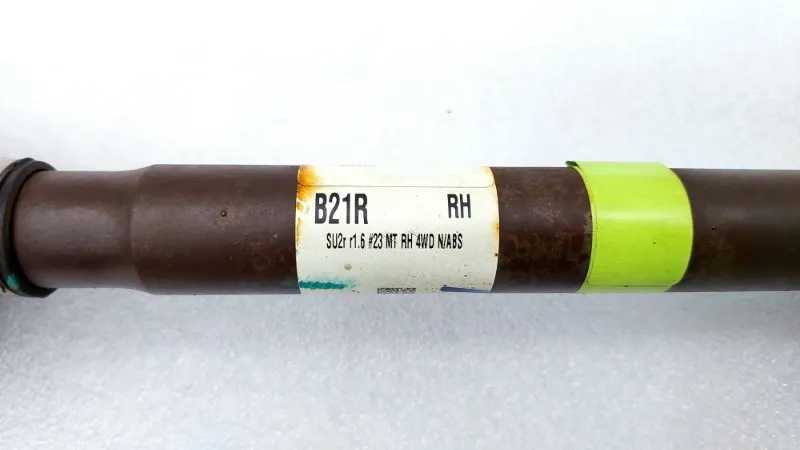 B21R RH
SU2r r1.6 #23 MT RH 4WD N/ABS